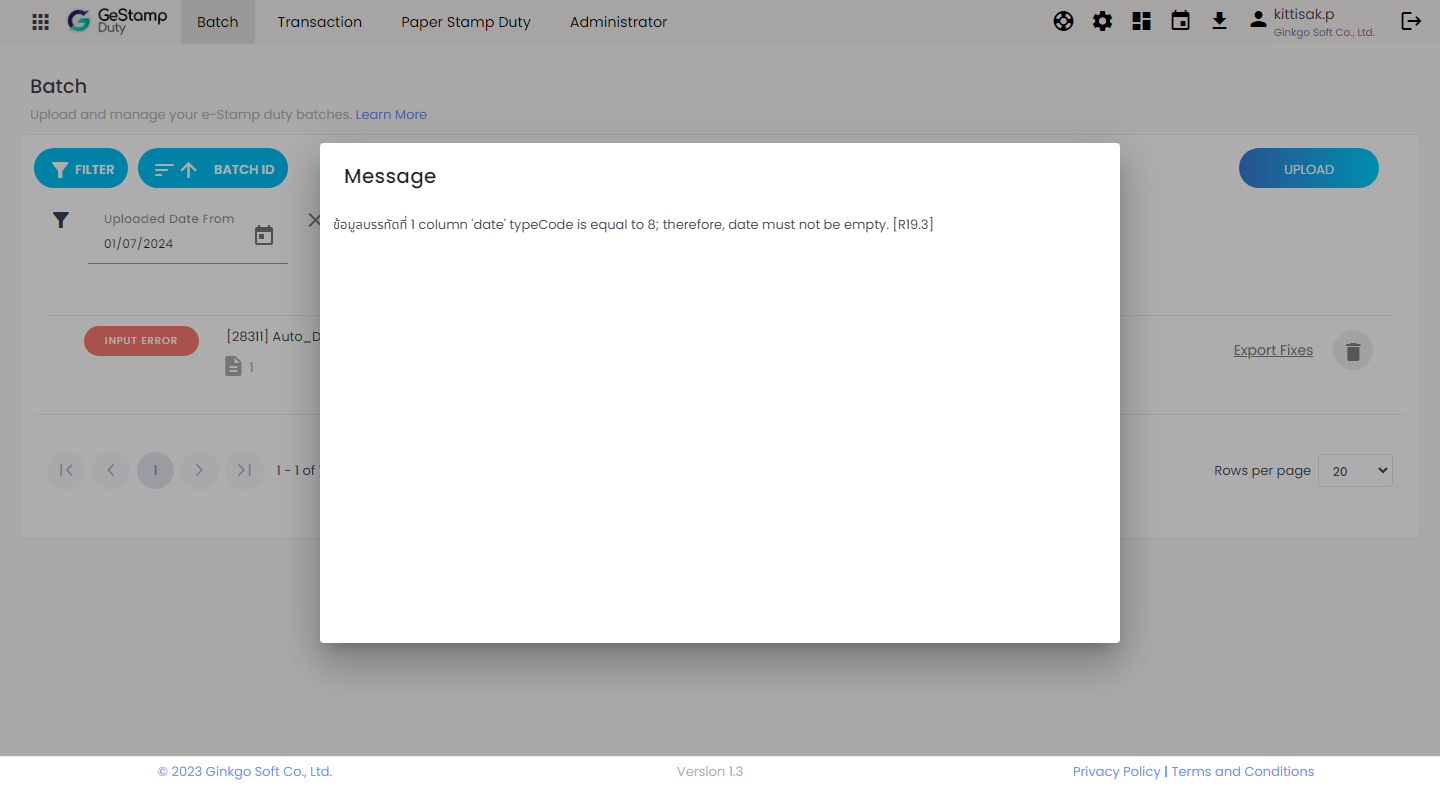 GeStamp
Duty
Batch
Transaction
Paper Stamp Duty
Administrator
kittisak.p
Ginkgo Soft Co., Ltd.
Batch
Upload and manage your e-Stamp duty batches. Learn More
FILTER
BATCH ID
UPLOAD
Message
Uploaded Date From
01/07/2024
ข้อมูลบรรทัดที่ 1 column 'date' typeCode is equal to 8; therefore, date must not be empty. [R19.3]
INPUT ERROR
[28311] Auto_D
1
Export Fixes
1
1 - 1 of
Rows per page
20
© 2023 Ginkgo Soft Co., Ltd.
Version 1.3
Privacy Policy | Terms and Conditions